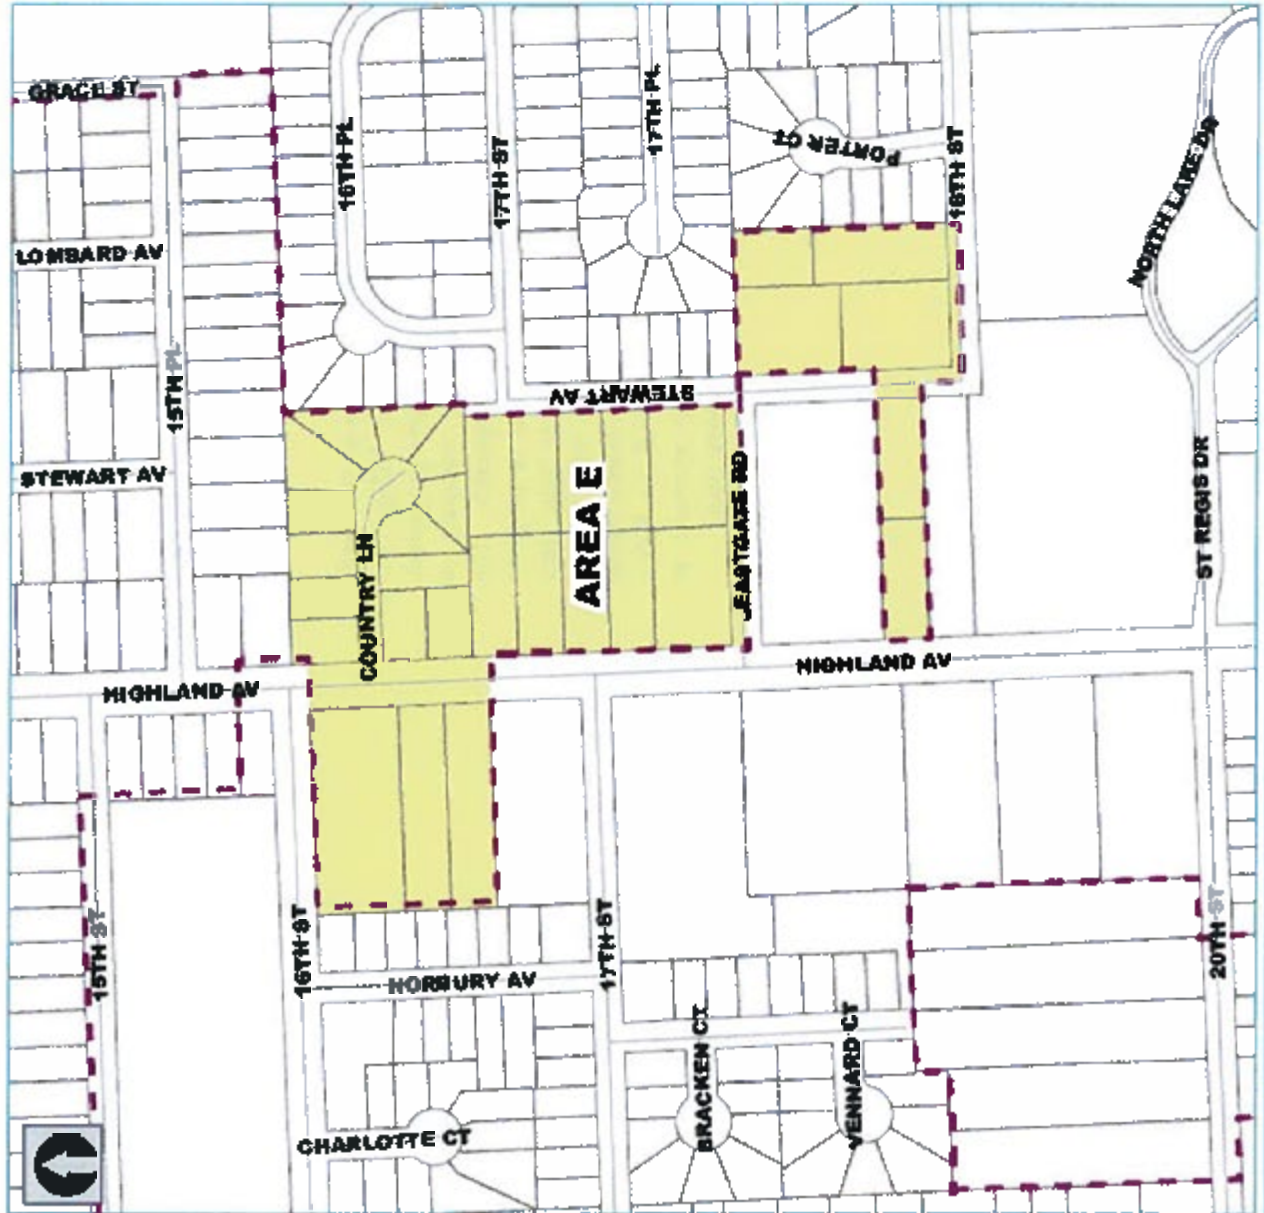 GRACE ST
16TH PL
17TH ST
17TH PL
PORTER CT
18TH ST
NORTH LAKE DR
LOMBARD AV
15TH PL
STEWART AV
STEWART AV
AREA E
EASTGATE RD
ST REGIS DR
COUNTRY LN
HIGHLAND AV
HIGHLAND AV
15TH ST
16TH ST
17TH ST
20TH ST
NORBURY AV
BRACKEN CT
VENNARD CT
CHARLOTTE CT